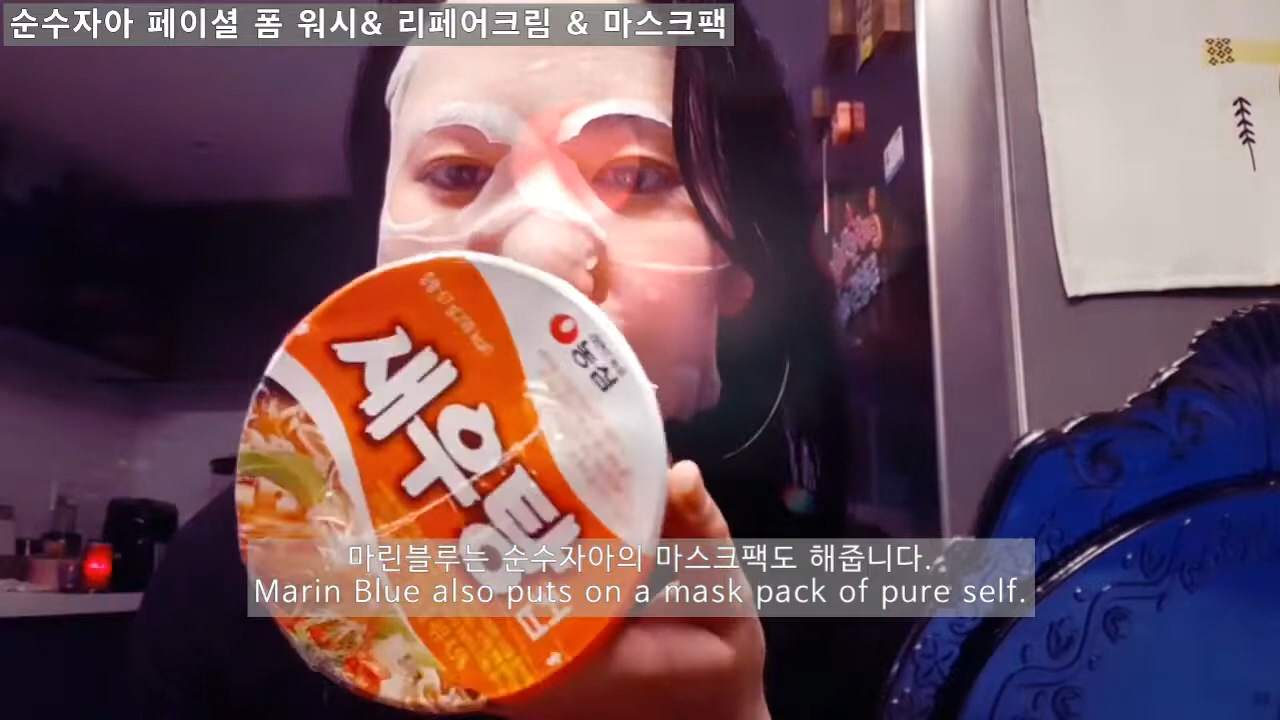 순수자아 페이셜 폼 워시& 리페어크림 & 마스크팩
농심
새우탕
컵
마린블루는 순수자아의 마스크팩도 해줍니다.
Marin Blue also puts on a mask pack of pure self.